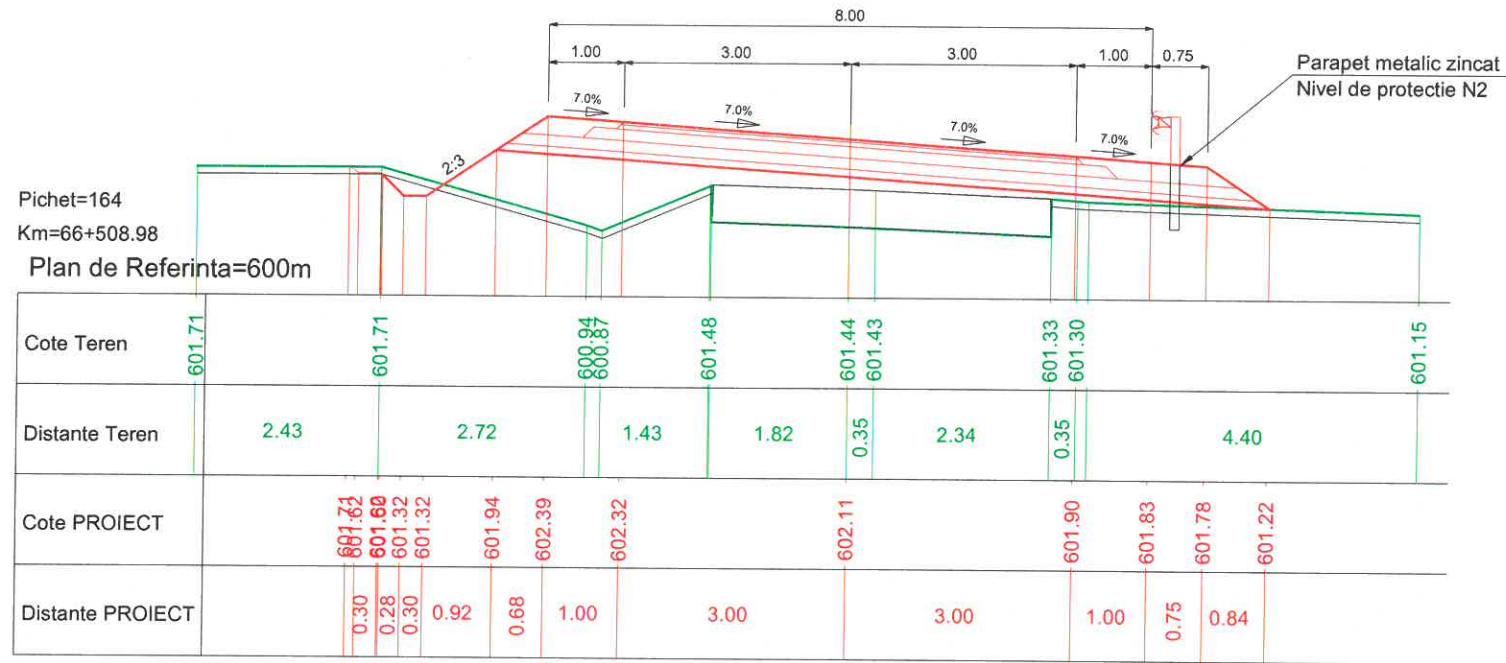 8.00
1.00 3.00 3.00 1.00 0.75
Parapet metalic zincat
Nivel de protectie N2
7.0% 7.0% 7.0% 7.0%
2:3
Pichet=164
Km=66+508.98
Plan de Referinta=600m
Cote Teren 601.71 601.71 600.94 600.87 601.48 601.44 601.43 601.33 601.30 601.15
Distante Teren 2.43 2.72 1.43 1.82 0.35 2.34 0.35 4.40
Cote PROIECT 601.71 601.62 601.32 601.32 601.94 602.39 602.32 602.11 601.90 601.83 601.78 601.22
Distante PROIECT 0.30 0.28 0.30 0.92 0.68 1.00 3.00 3.00 1.00 0.75 0.84